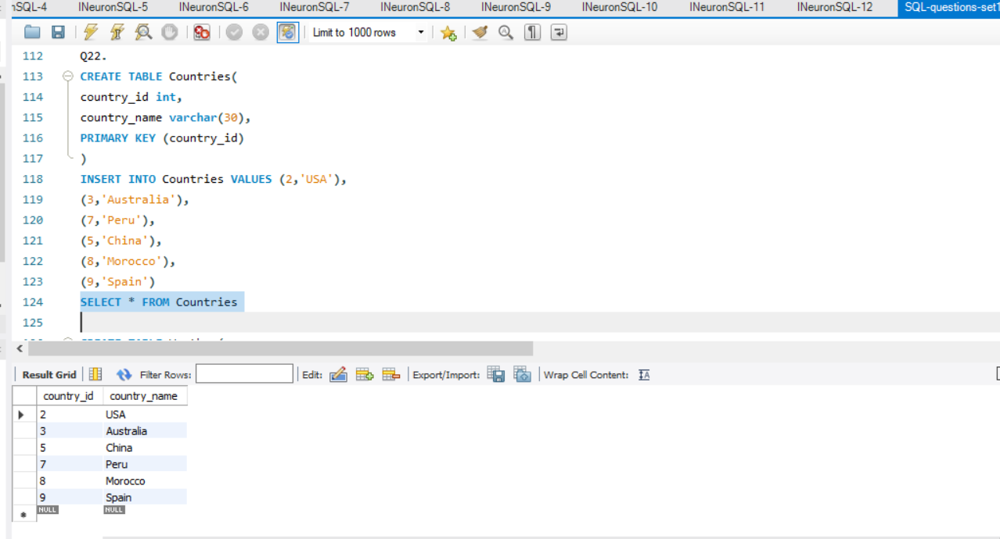 nSQL-4 INeuronSQL-5 INeuronSQL-6 INeuronSQL-7 INeuronSQL-8 INeuronSQL-9 INeuronSQL-10 INeuronSQL-11 INeuronSQL-12 SQL-questions-set1
Limit to 1000 rows
112 Q22.
113 CREATE TABLE Countries(
114 country_id int,
115 country_name varchar(30),
116 PRIMARY KEY (country_id)
117 )
118 INSERT INTO Countries VALUES (2,'USA'),
119 (3,'Australia'),
120 (7,'Peru'),
121 (5,'China'),
122 (8,'Morocco'),
123 (9,'Spain')
124 SELECT * FROM Countries
125
Result Grid Filter Rows: Edit: Export/Import: Wrap Cell Content:
country_id country_name
2 USA
3 Australia
5 China
7 Peru
8 Morocco
9 Spain
NULL NULL